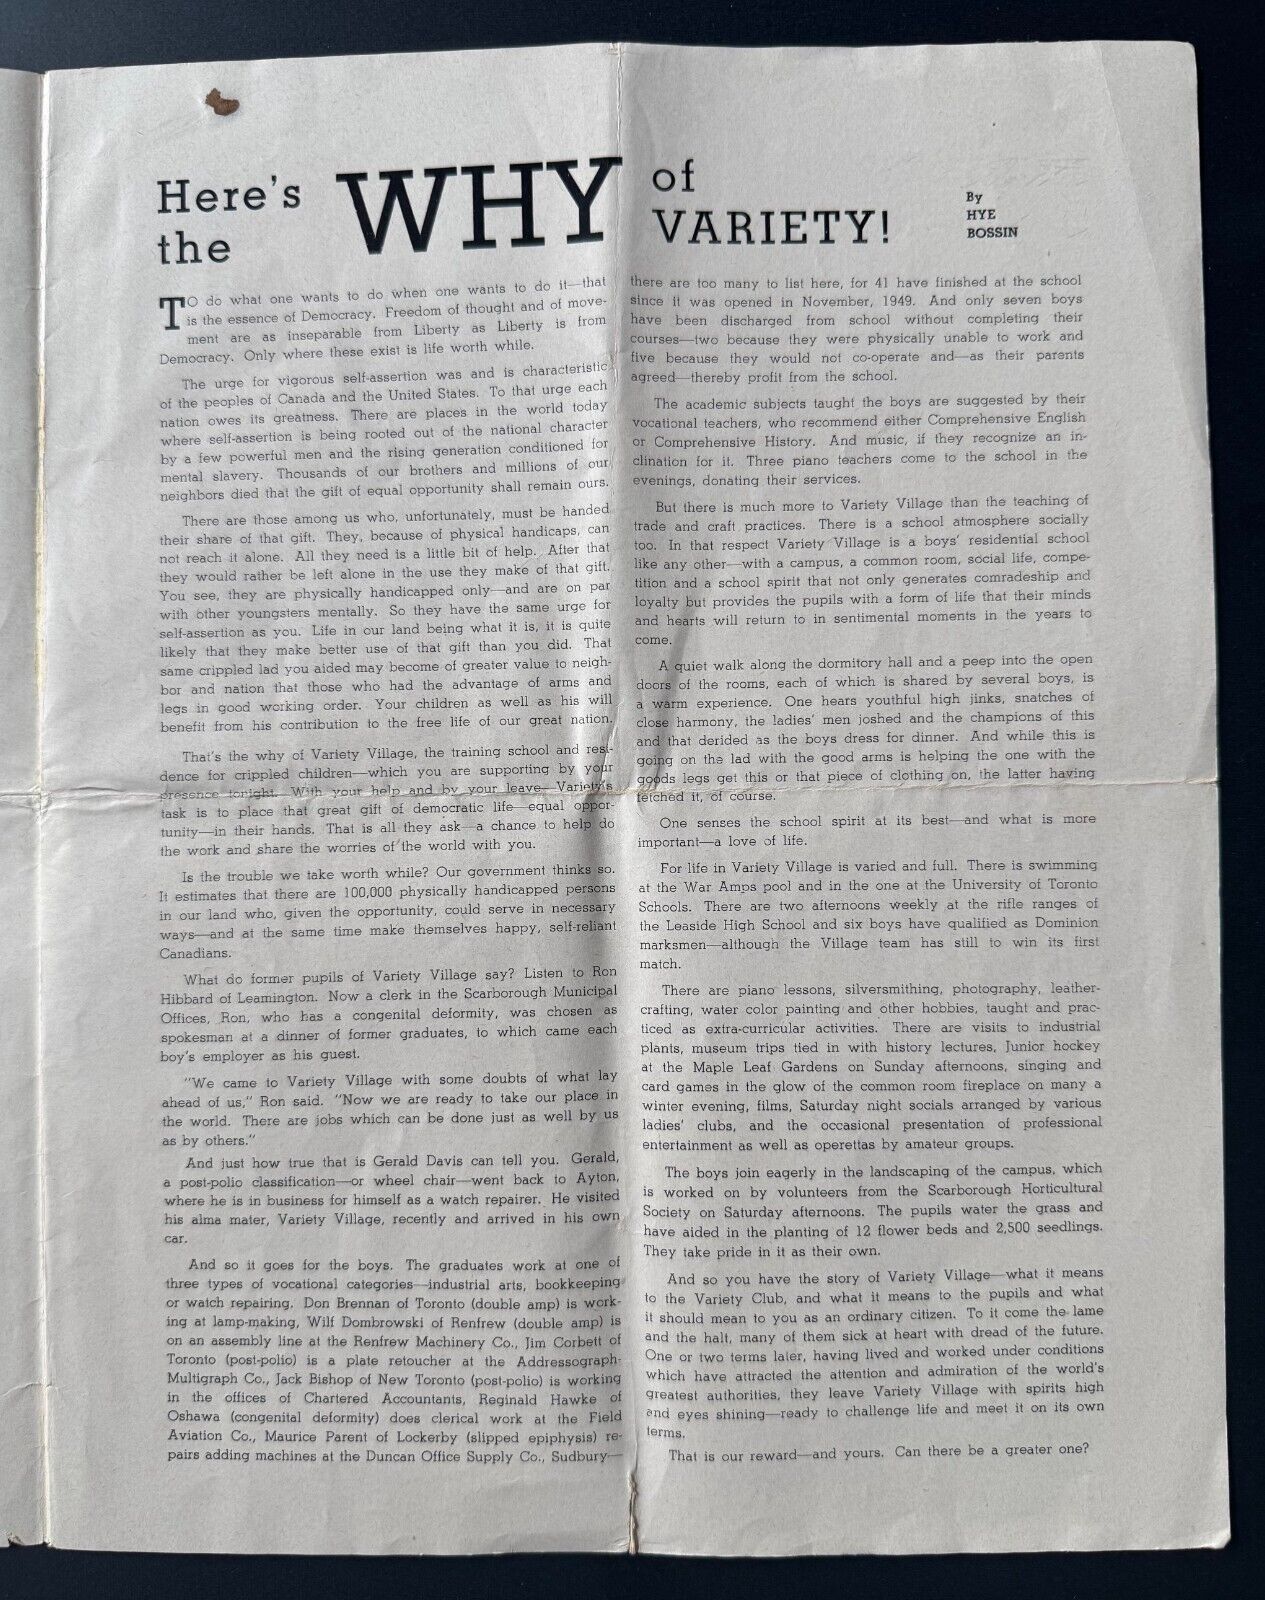 Here's the WHY of VARIETY!
By
HYE
BOSSIN
TO do what one wants to do when one wants to do it—that
is the essence of Democracy. Freedom of thought and of move-
ment are as inseparable from Liberty as Liberty is from
Democracy. Only where these exist is life worth while.
The urge for vigorous self-assertion was and is characteristic
of the peoples of Canada and the United States. To that urge each
nation owes its greatness. There are places in the world today
where self-assertion is being rooted out of the national character
by a few powerful men and the rising generation conditioned for
mental slavery. Thousands of our brothers and millions of our
neighbors died that the gift of equal opportunity shall remain ours.
There are those among us who, unfortunately, must be handed
their share of that gift. They, because of physical handicaps, can
not reach it alone. All they need is a little bit of help. After that
they would rather be left alone in the use they make of that gift.
You see, they are physically handicapped only—and are on par
with other youngsters mentally. So they have the same urge for
self-assertion as you. Life in our land being what it is, it is quite
likely that they make better use of that gift than you did. That
same crippled lad you aided may become of greater value to neigh-
bor and nation that those who had the advantage of arms and
legs in good working order. Your children as well as his will
benefit from his contribution to the free life of our great nation.
That's the why of Variety Village, the training school and resi-
dence for crippled children—which you are supporting by your
presence tonight. With your help and by your leave—Variety's
task is to place that great gift of democratic life—equal oppor-
tunity—in their hands. That is all they ask—a chance to help do
the work and share the worries of the world with you.
Is the trouble we take worth while? Our government thinks so.
It estimates that there are 100,000 physically handicapped persons
in our land who, given the opportunity, could serve in necessary
ways—and at the same time make themselves happy, self-reliant
Canadians.
What do former pupils of Variety Village say? Listen to Ron
Hibbard of Leamington. Now a clerk in the Scarborough Municipal
Offices, Ron, who has a congenital deformity, was chosen as
spokesman at a dinner of former graduates, to which came each
boy's employer as his guest.
"We came to Variety Village with some doubts of what lay
ahead of us," Ron said. "Now we are ready to take our place in
the world. There are jobs which can be done just as well by us
as by others."
And just how true that is Gerald Davis can tell you. Gerald,
a post-polio classification—or wheel chair—went back to Ayton,
where he is in business for himself as a watch repairer. He visited
his alma mater, Variety Village, recently and arrived in his own
car.
And so it goes for the boys. The graduates work at one of
three types of vocational categories—industrial arts, bookkeeping
or watch repairing. Don Brennan of Toronto (double amp) is work-
ing at lamp-making, Wilf Dombrowski of Renfrew (double amp) is
on an assembly line at the Renfrew Machinery Co., Jim Corbett of
Toronto (post-polio) is a plate retoucher at the Addressograph-
Multigraph Co., Jack Bishop of New Toronto (post-polio) is working
in the offices of Chartered Accountants, Reginald Hawke of
Oshawa (congenital deformity) does clerical work at the Field
Aviation Co., Maurice Parent of Lockerby (slipped epiphysis) re-
pairs adding machines at the Duncan Office Supply Co., Sudbury—
there are too many to list here, for 41 have finished at the school
since it was opened in November, 1949. And only seven boys
have been discharged from school without completing their
courses—two because they were physically unable to work and
five because they would not co-operate and—as their parents
agreed—thereby profit from the school.
The academic subjects taught the boys are suggested by their
vocational teachers, who recommend either Comprehensive English
or Comprehensive History. And music, if they recognize an in-
clination for it. Three piano teachers come to the school in the
evenings, donating their services.
But there is much more to Variety Village than the teaching of
trade and craft practices. There is a school atmosphere socially
too. In that respect Variety Village is a boys' residential school
like any other—with a campus, a common room, social life, compe-
tition and a school spirit that not only generates comradeship and
loyalty but provides the pupils with a form of life that their minds
and hearts will return to in sentimental moments in the years to
come.
A quiet walk along the dormitory hall and a peep into the open
doors of the rooms, each of which is shared by several boys, is
a warm experience. One hears youthful high jinks, snatches of
close harmony, the ladies' men joshed and the champions of this
and that derided as the boys dress for dinner. And while this is
going on the lad with the good arms is helping the one with the
goods legs get this or that piece of clothing on, the latter having
fetched it, of course.
One senses the school spirit at its best—and what is more
important—a love of life.
For life in Variety Village is varied and full. There is swimming
at the War Amps pool and in the one at the University of Toronto
Schools. There are two afternoons weekly at the rifle ranges of
the Leaside High School and six boys have qualified as Dominion
marksmen—although the Village team has still to win its first
match.
There are piano lessons, silversmithing, photography, leather-
crafting, water color painting and other hobbies, taught and prac-
ticed as extra-curricular activities. There are visits to industrial
plants, museum trips tied in with history lectures, Junior hockey
at the Maple Leaf Gardens on Sunday afternoons, singing and
card games in the glow of the common room fireplace on many a
winter evening, films, Saturday night socials arranged by various
ladies' clubs, and the occasional presentation of professional
entertainment as well as operettas by amateur groups.
The boys join eagerly in the landscaping of the campus, which
is worked on by volunteers from the Scarborough Horticultural
Society on Saturday afternoons. The pupils water the grass and
have aided in the planting of 12 flower beds and 2,500 seedlings.
They take pride in it as their own.
And so you have the story of Variety Village—what it means
to the Variety Club, and what it means to the pupils and what
it should mean to you as an ordinary citizen. To it come the lame
and the halt, many of them sick at heart with dread of the future.
One or two terms later, having lived and worked under conditions
which have attracted the attention and admiration of the world's
greatest authorities, they leave Variety Village with spirits high
and eyes shining—ready to challenge life and meet it on its own
terms.
That is our reward—and yours. Can there be a greater one?